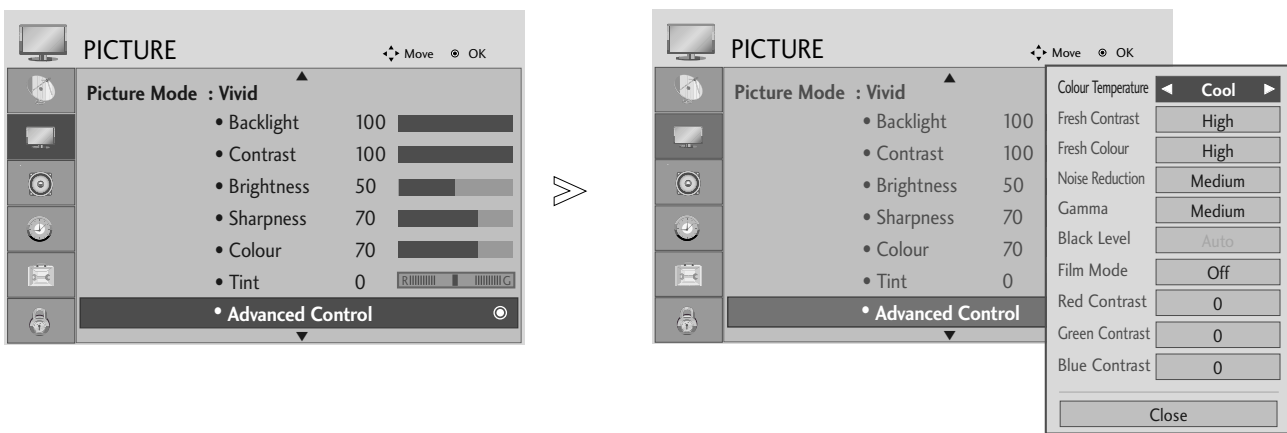 PICTURE
Move OK
Picture Mode : Vivid
• Backlight 100
• Contrast 100
• Brightness 50
• Sharpness 70
• Colour 70
• Tint 0 R G
• Advanced Control
PICTURE
Move OK
Picture Mode : Vivid
• Backlight 100
• Contrast 100
• Brightness 50
• Sharpness 70
• Colour 70
• Tint 0
• Advanced Control
Colour Temperature Cool
Fresh Contrast High
Fresh Colour High
Noise Reduction Medium
Gamma Medium
Black Level Auto
Film Mode Off
Red Contrast 0
Green Contrast 0
Blue Contrast 0
Close